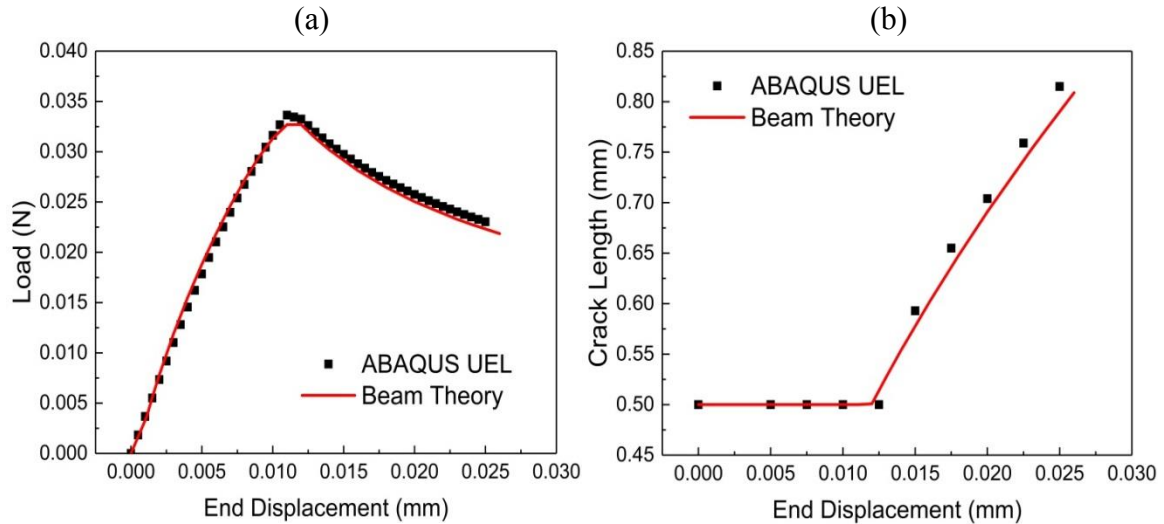 (a)
0.040
0.035
0.030
0.025
0.020
0.015
0.010
0.005
0.000
Load (N)
ABAQUS UEL
Beam Theory
0.000 0.005 0.010 0.015 0.020 0.025 0.030
End Displacement (mm)
(b)
0.85
0.80
0.75
0.70
0.65
0.60
0.55
0.50
0.45
Crack Length (mm)
ABAQUS UEL
Beam Theory
0.000 0.005 0.010 0.015 0.020 0.025 0.030
End Displacement (mm)